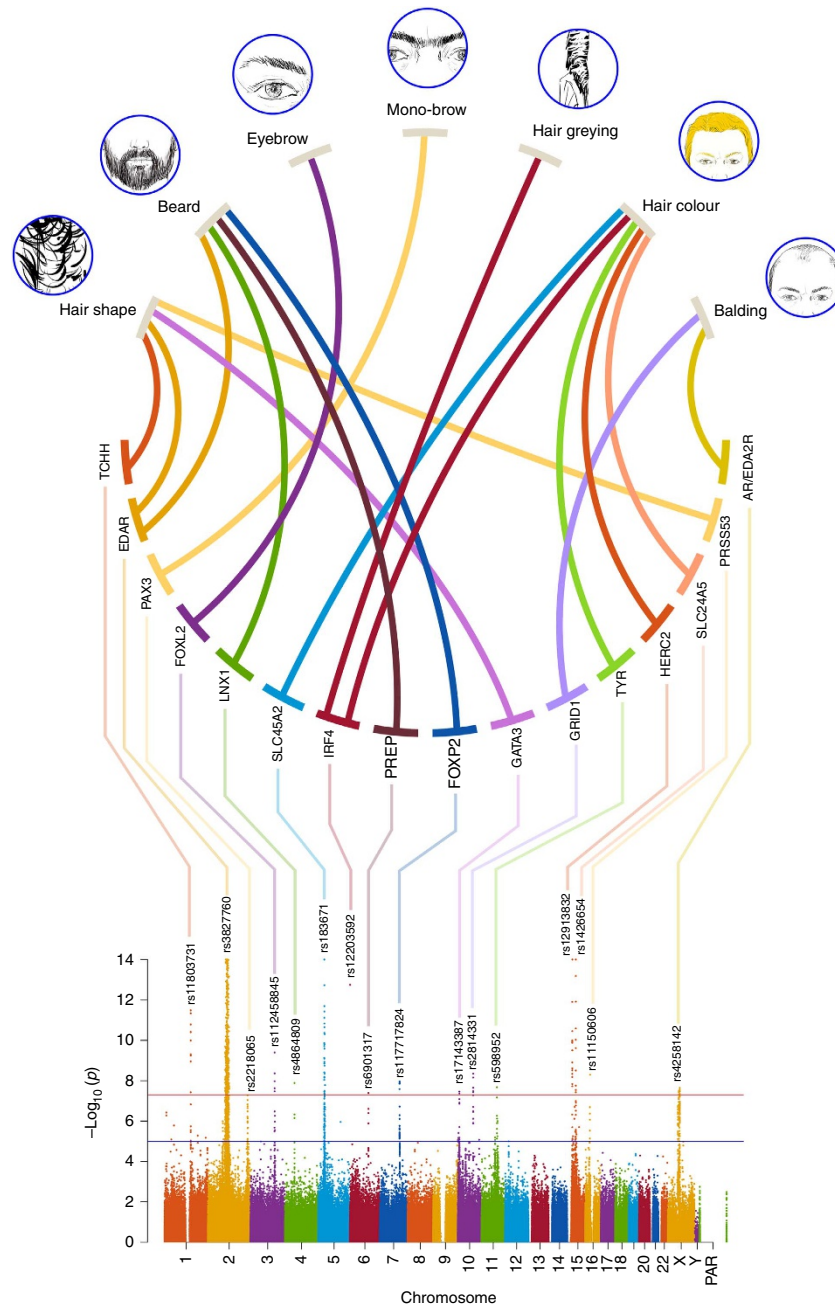 Mono-brow
Eyebrow
Hair greying
Beard
Hair colour
Hair shape
Balding
TCHH
EDAR
PAX3
FOXL2
LNX1
SLC45A2
IRF4
PREP
FOXP2
GATA3
GRID1
TYR
HERC2
SLC24A5
PRSS53
AR/EDA2R
rs11803731
rs3827760
rs2218065
rs112458845
rs4864809
rs183671
rs12203592
rs6901317
rs117717824
rs17143387
rs2814331
rs598952
rs12913832
rs1426654
rs11150606
rs4258142
14
12
10
8
6
4
2
0
−Log10 (p)
1 2 3 4 5 6 7 8 9 10 11 12 13 14 15 16 17 18 20 22 X Y PAR
Chromosome